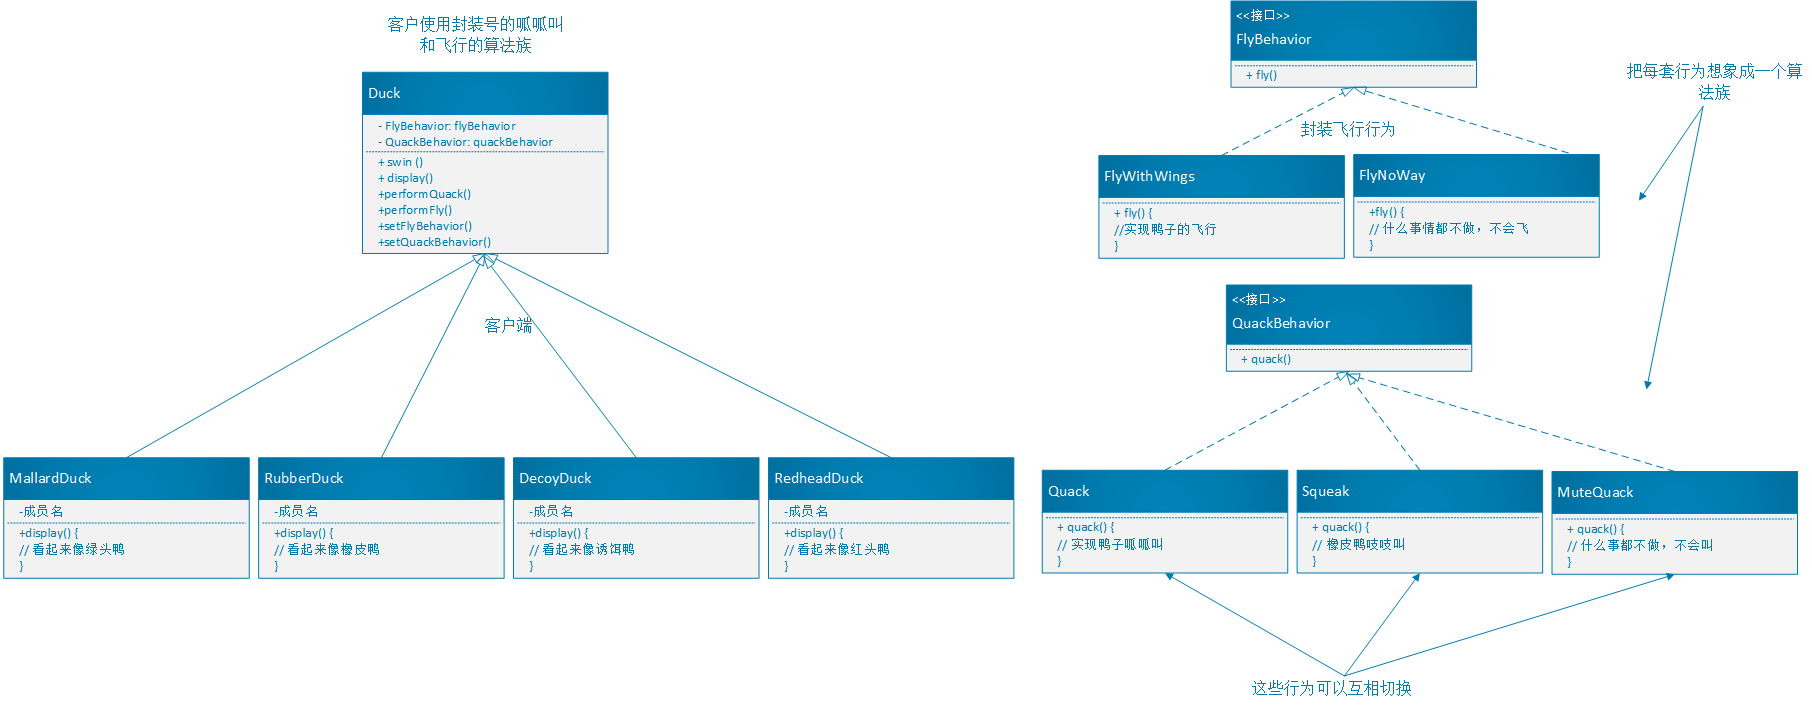 客户使用封装号的呱呱叫
和飞行的算法族
Duck
- FlyBehavior: flyBehavior
- QuackBehavior: quackBehavior
+ swin ()
+ display()
+performQuack()
+performFly()
+setFlyBehavior()
+setQuackBehavior()
客户端
MallardDuck
-成员名
+display() {
// 看起来像绿头鸭
}
RubberDuck
-成员名
+display() {
// 看起来像橡皮鸭
}
DecoyDuck
-成员名
+display() {
// 看起来像诱饵鸭
}
RedheadDuck
-成员名
+display() {
// 看起来像红头鸭
}
<<接口>>
FlyBehavior
+ fly()
封装飞行行为
FlyWithWings
+ fly() {
//实现鸭子的飞行
}
FlyNoWay
+fly() {
// 什么事情都不做，不会飞
}
把每套行为想象成一个算
法族
<<接口>>
QuackBehavior
+ quack()
Quack
+ quack() {
// 实现鸭子呱呱叫
}
Squeak
+ quack() {
// 橡皮鸭吱吱叫
}
MuteQuack
+ quack() {
// 什么事都不做，不会叫
}
这些行为可以互相切换